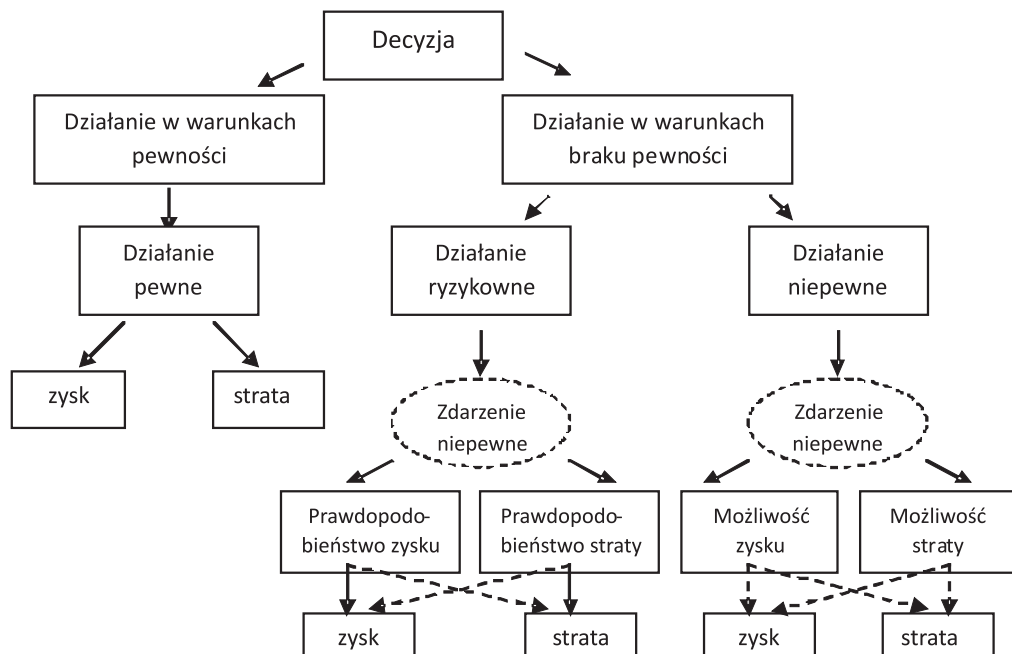 Decyzja
Działanie w warunkach
pewności
Działanie w warunkach
braku pewności
Działanie
pewne
Działanie
ryzykowne
Działanie
niepewne
zysk
strata
Zdarzenie
niepewne
Zdarzenie
niepewne
Prawdopodo-
bieństwo zysku
Prawdopodo-
bieństwo straty
Możliwość
zysku
Możliwość
straty
zysk
strata
zysk
strata